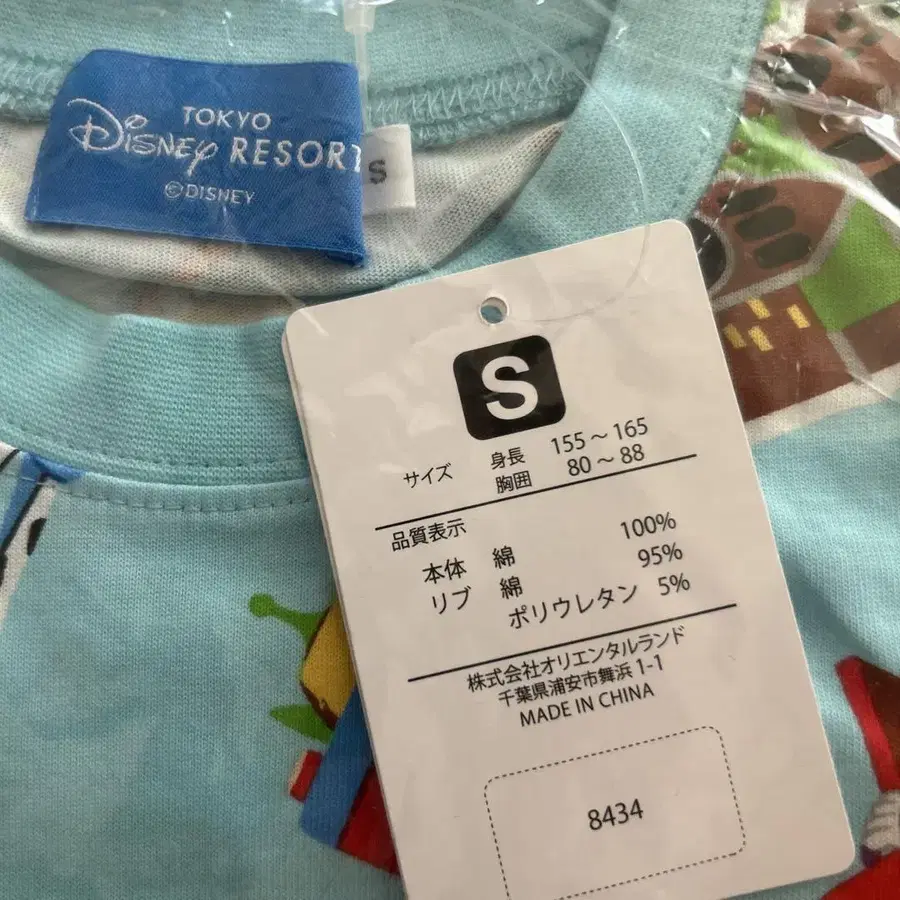 TOKYO
Disney RESORT
©DISNEY
S
S
サイズ 身長 155～165
胸囲 80～88
品質表示
本体 綿 100%
リブ 綿 95%
ポリウレタン 5%
株式会社オリエンタルランド
千葉県浦安市舞浜 1-1
MADE IN CHINA
8434